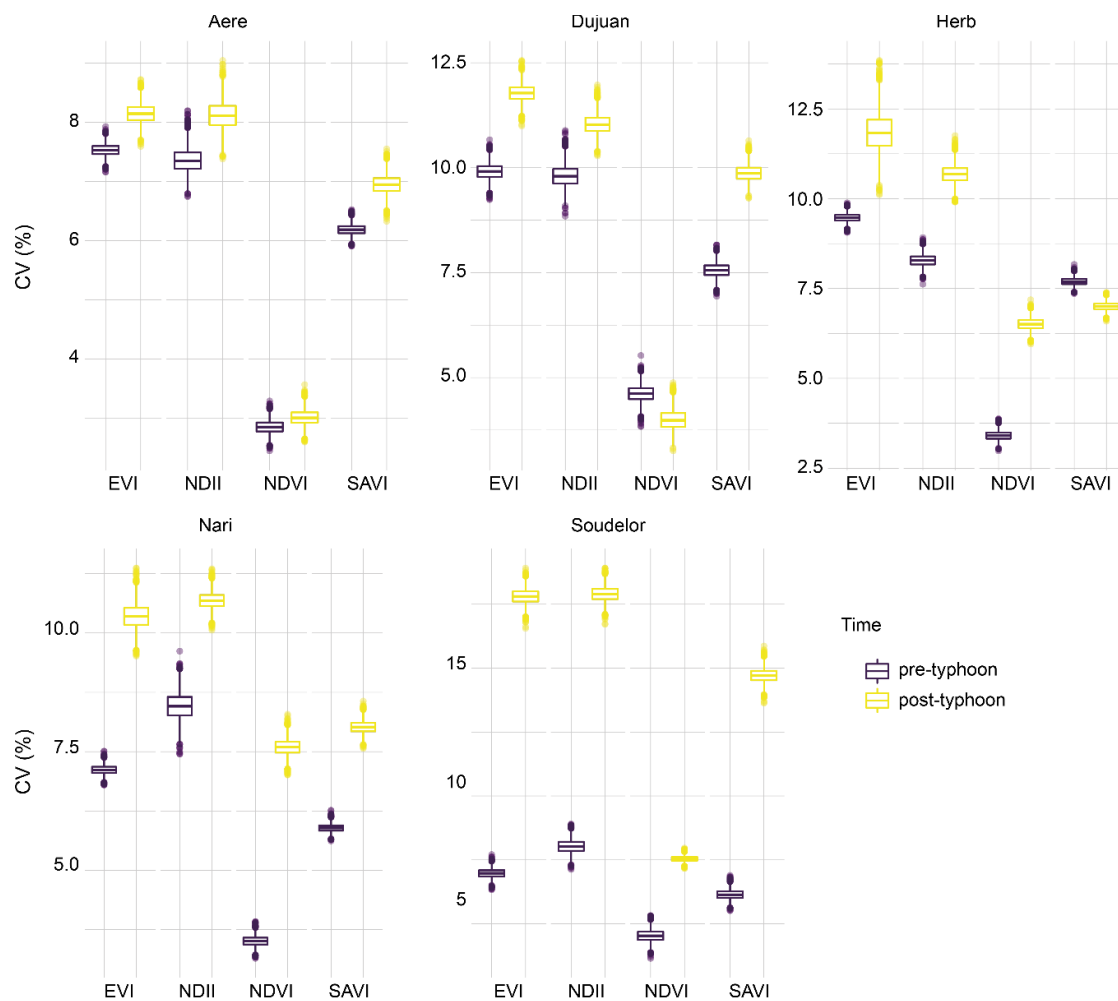 Aere
Dujuan
Herb
CV (%)
8
6
4
12.5
10.0
7.5
5.0
12.5
10.0
7.5
5.0
2.5
EVI NDII NDVI SAVI
EVI NDII NDVI SAVI
EVI NDII NDVI SAVI
Nari
Soudelor
CV (%)
10.0
7.5
5.0
15
10
5
EVI NDII NDVI SAVI
EVI NDII NDVI SAVI
Time
pre-typhoon
post-typhoon